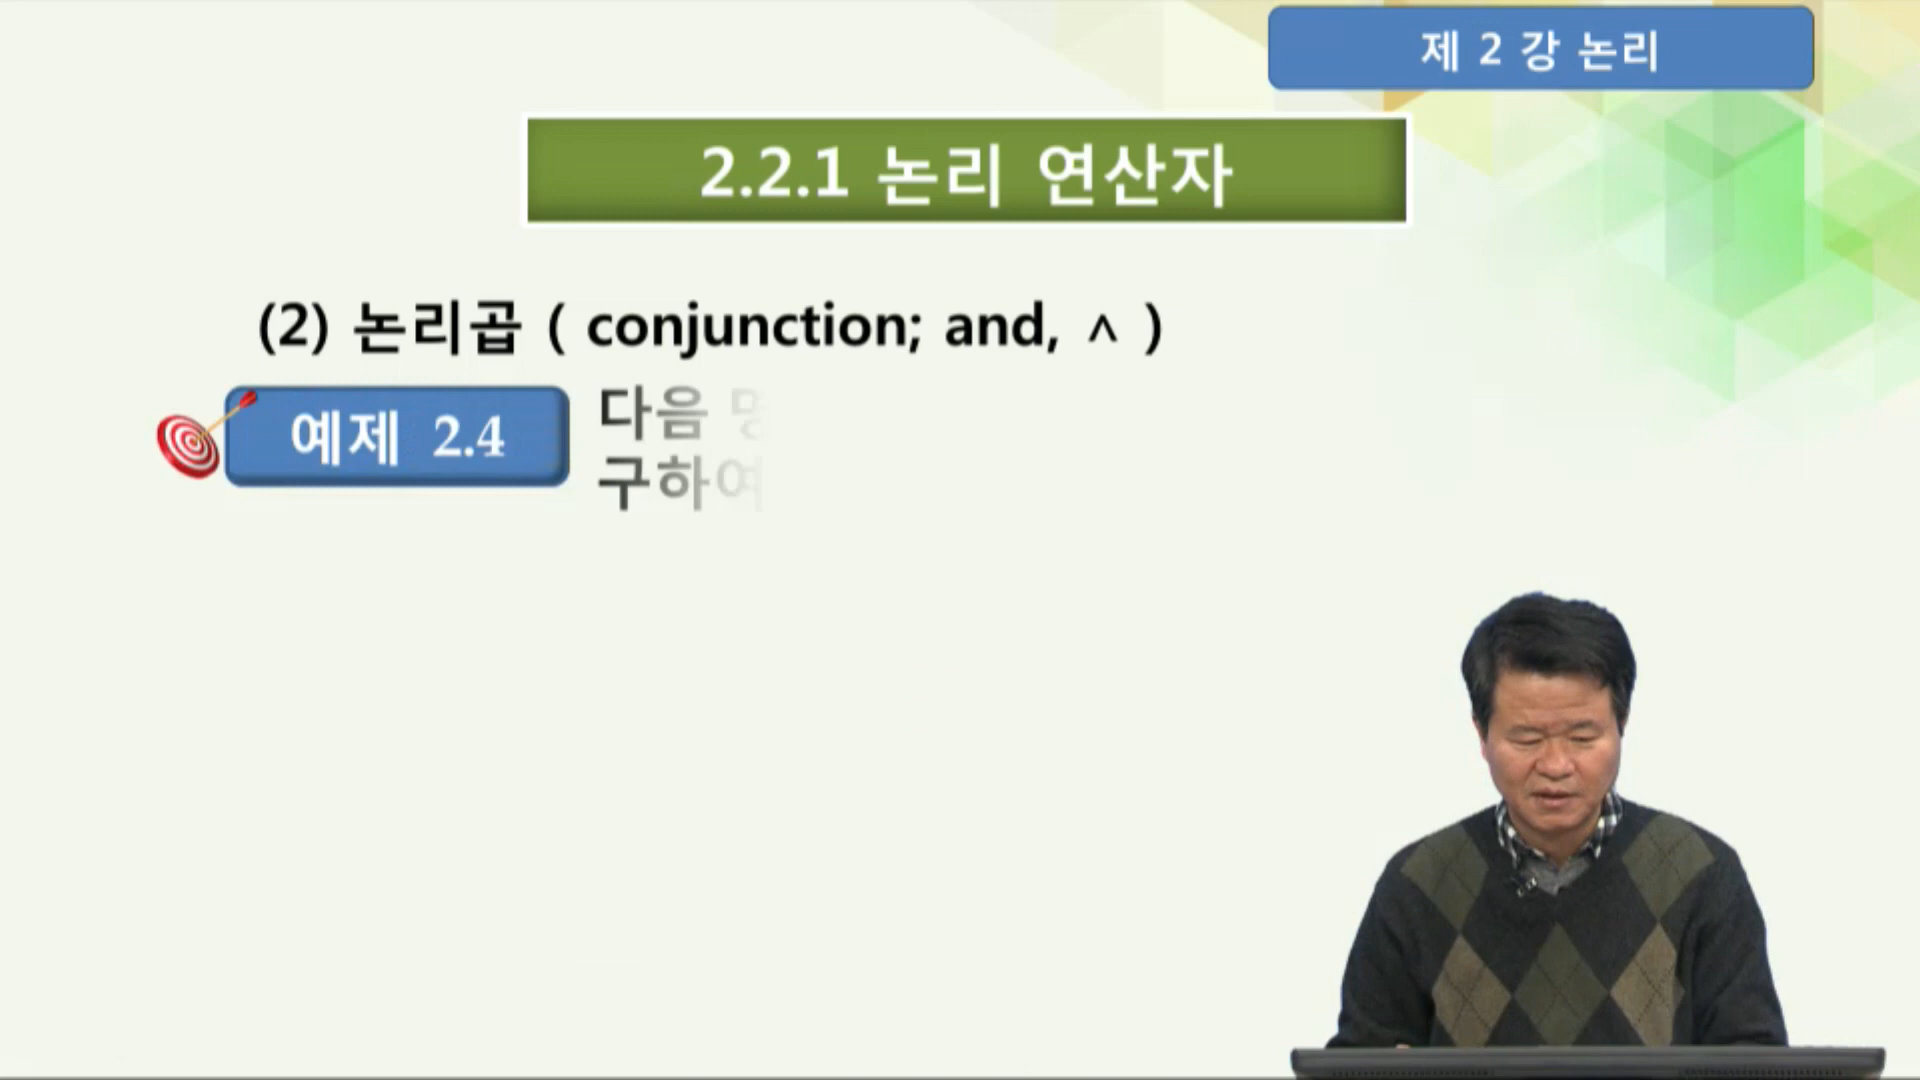 제 2 강 논리
2.2.1 논리 연산자
(2) 논리곱 ( conjunction; and, ∧ )
예제 2.4
다음
구하여